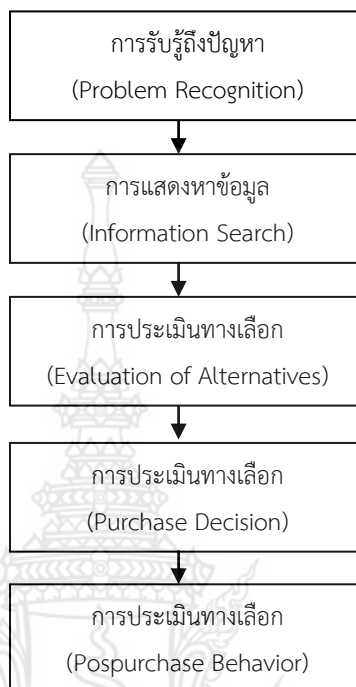 การรับรู้ถึงปัญหา
(Problem Recognition)
การแสดงหาข้อมูล
(Information Search)
การประเมินทางเลือก
(Evaluation of Alternatives)
การประเมินทางเลือก
(Purchase Decision)
การประเมินทางเลือก
(Pospurchase Behavior)